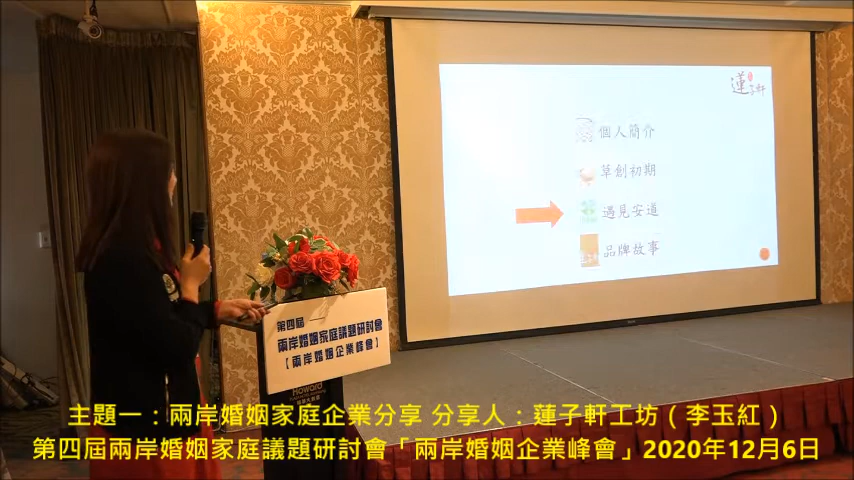 蓮子軒
個人簡介
草創初期
遇見安道
品牌故事
第四屆
兩岸婚姻家庭議題研討會
【兩岸婚姻企業峰會】
Howard
主題一：兩岸婚姻家庭企業分享 分享人：蓮子軒工坊（李玉紅）
第四屆兩岸婚姻家庭議題研討會「兩岸婚姻企業峰會」2020年12月6日